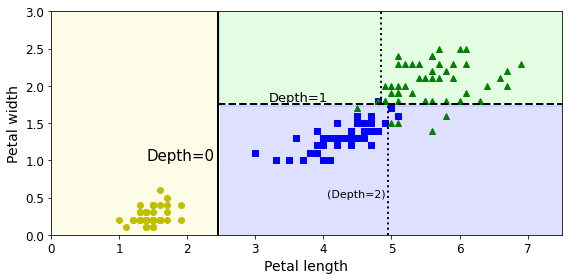 3.0
2.5
2.0
1.5
1.0
0.5
0.0
Petal width
Depth=1
Depth=0
(Depth=2)
0 1 2 3 4 5 6 7
Petal length